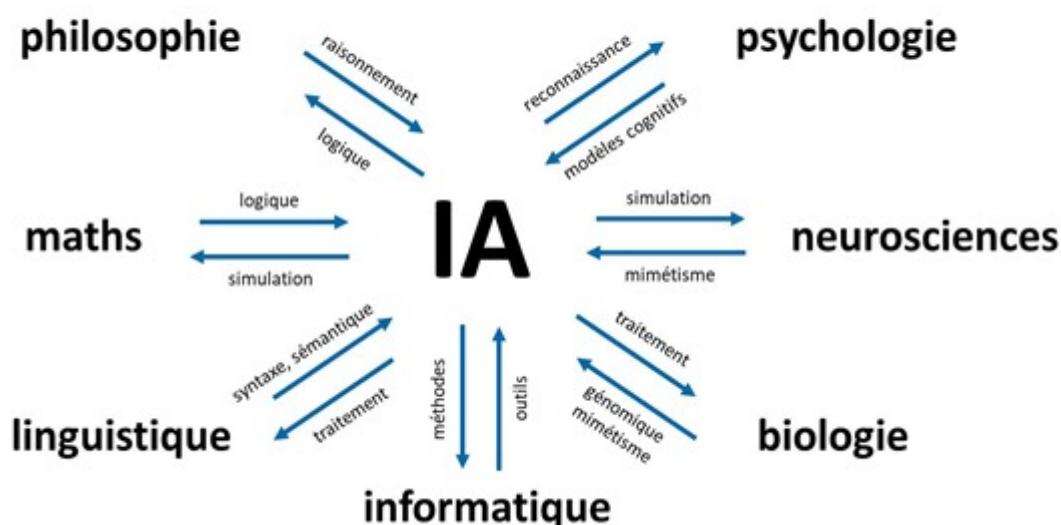 philosophie
raisonnement
logique
reconnaissance
modèles cognitifs
psychologie
maths
logique
simulation
IA
simulation
mimétisme
neurosciences
syntaxe, sémantique
traitement
linguistique
méthodes
outils
informatique
traitement
génomique
mimétisme
biologie